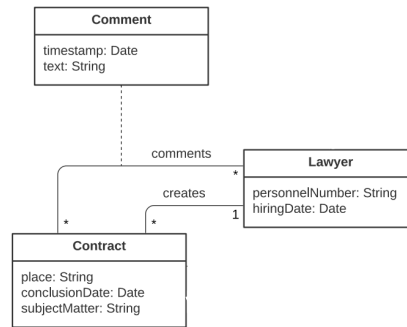 Comment
timestamp: Date
text: String
comments
*
*
Lawyer
personnelNumber: String
hiringDate: Date
creates
1
*
Contract
place: String
conclusionDate: Date
subjectMatter: String